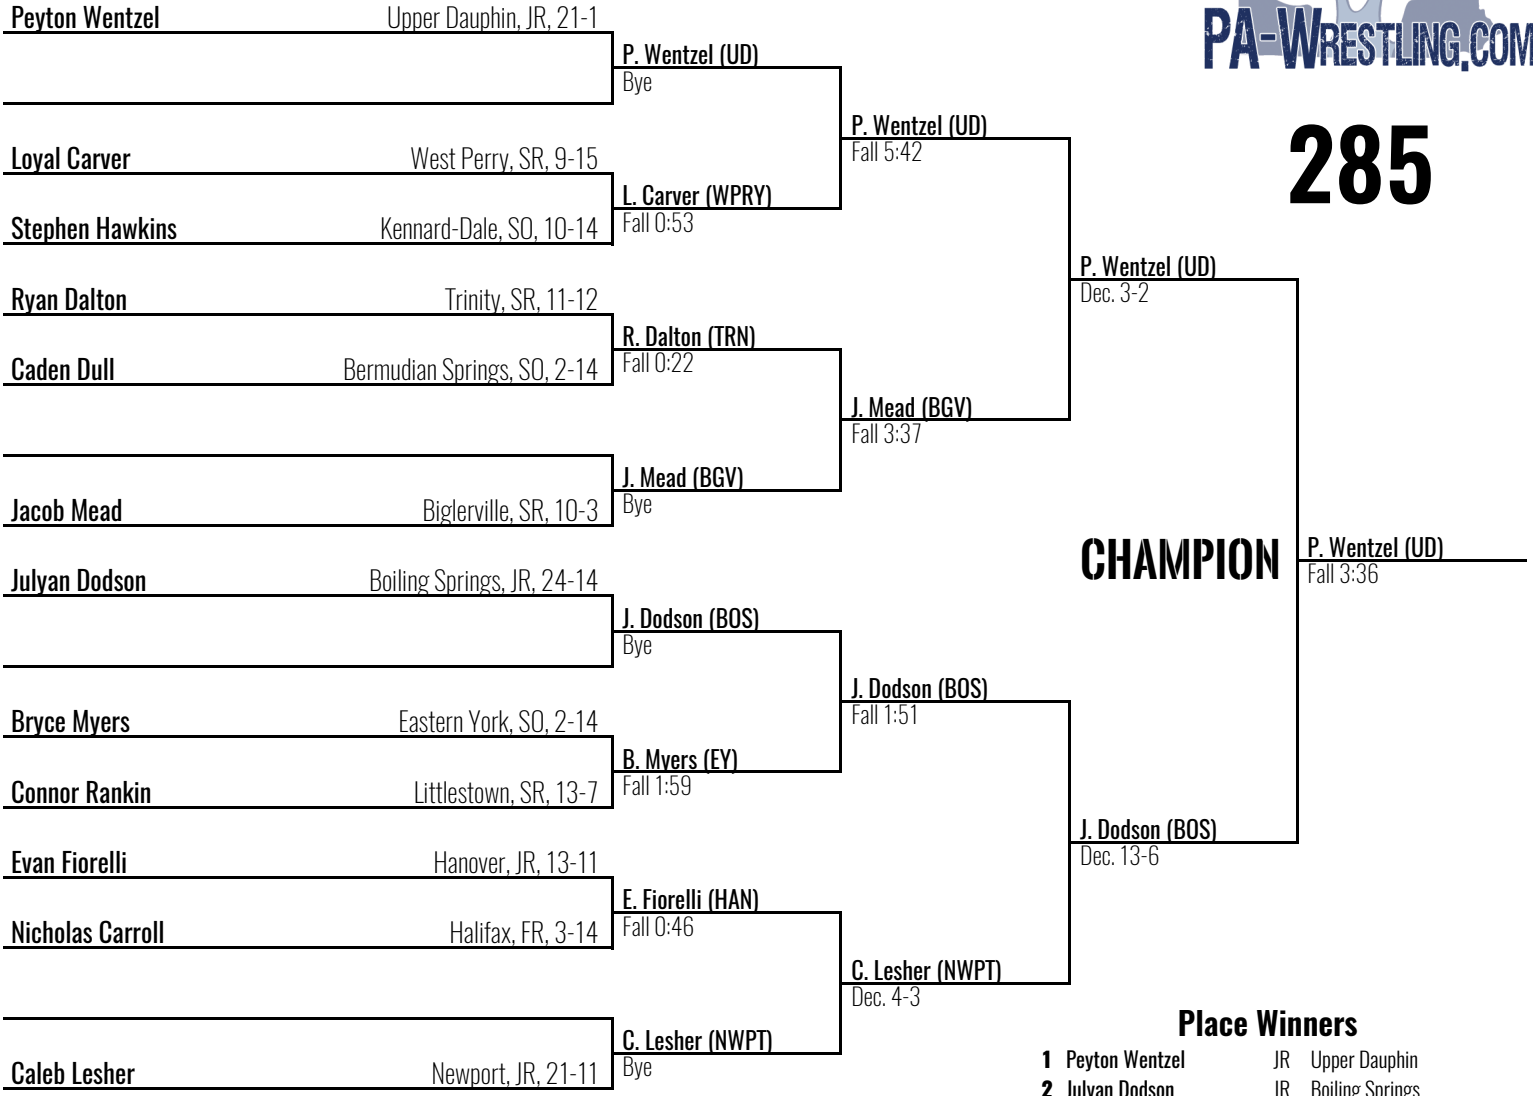 PA-WRESTLING.COM
285
Peyton Wentzel Upper Dauphin, JR, 21-1
P. Wentzel (UD)
Bye
P. Wentzel (UD)
Fall 5:42
Loyal Carver West Perry, SR, 9-15
L. Carver (WPRY)
Fall 0:53
Stephen Hawkins Kennard-Dale, SO, 10-14
P. Wentzel (UD)
Dec. 3-2
Ryan Dalton Trinity, SR, 11-12
R. Dalton (TRN)
Fall 0:22
Caden Dull Bermudian Springs, SO, 2-14
J. Mead (BGV)
Fall 3:37
J. Mead (BGV)
Bye
Jacob Mead Biglerville, SR, 10-3
CHAMPION
P. Wentzel (UD)
Fall 3:36
Julyan Dodson Boiling Springs, JR, 24-14
J. Dodson (BOS)
Bye
J. Dodson (BOS)
Fall 1:51
Bryce Myers Eastern York, SO, 2-14
B. Myers (EY)
Fall 1:59
Connor Rankin Littlestown, SR, 13-7
J. Dodson (BOS)
Dec. 13-6
Evan Fiorelli Hanover, JR, 13-11
E. Fiorelli (HAN)
Fall 0:46
Nicholas Carroll Halifax, FR, 3-14
C. Lesher (NWPT)
Dec. 4-3
C. Lesher (NWPT)
Bye
Caleb Lesher Newport, JR, 21-11
Place Winners
1 Peyton Wentzel JR Upper Dauphin
2 Julyan Dodson JR Boiling Springs